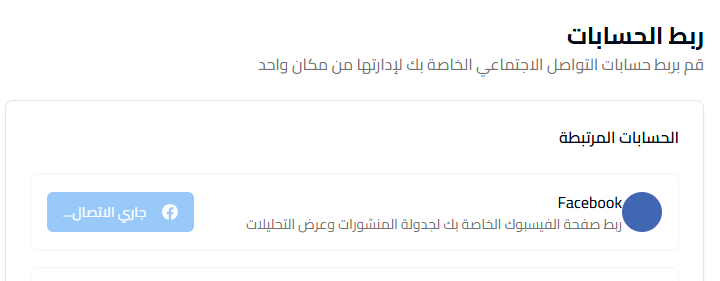 ربط الحسابات
قم بربط حسابات التواصل الاجتماعي الخاصة بك لإدارتها من مكان واحد
الحسابات المرتبطة
Facebook
ربط صفحة الفيسبوك الخاصة بك لجدولة المنشورات وعرض التحليلات
جاري الاتصال...